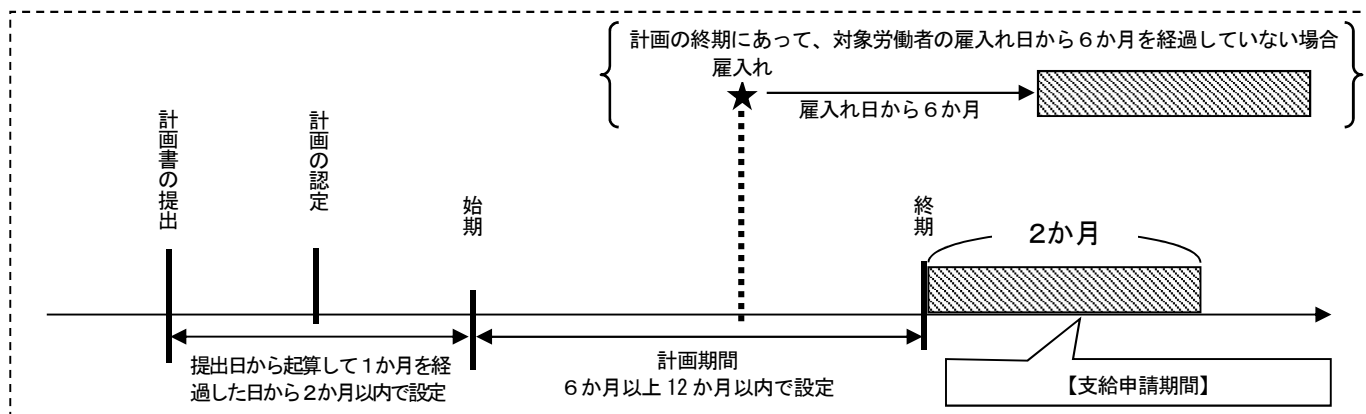 計画の終期にあって、対象労働者の雇入れ日から6か月を経過していない場合
雇入れ
雇入れ日から6か月
計画書の提出
計画の認定
始期
終期
2か月
提出日から起算して1か月を経
過した日から2か月以内で設定
計画期間
6か月以上12か月以内で設定
【支給申請期間】